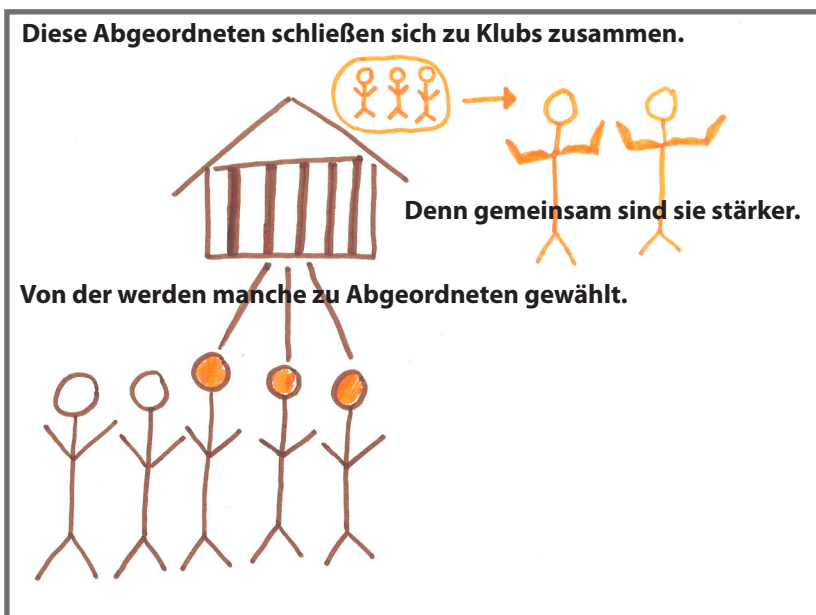 Diese Abgeordneten schließen sich zu Klubs zusammen.
Denn gemeinsam sind sie stärker.
Von der werden manche zu Abgeordneten gewählt.